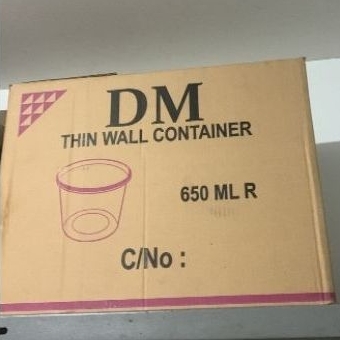 DM
THIN WALL CONTAINER
650 ML R
C/No :